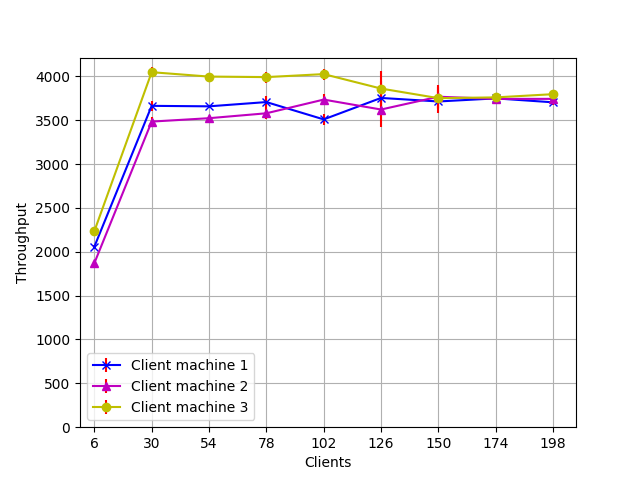 4000
3500
3000
2500
2000
1500
1000
500
0
Throughput
Client machine 1
Client machine 2
Client machine 3
6 30 54 78 102 126 150 174 198
Clients